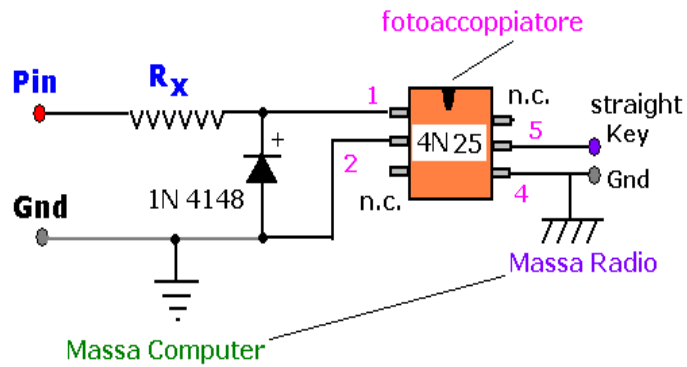 fotoaccoppiatore
Pin
RX
1
n.c.
straight
Key
+
4N25
5
2
1N 4148
n.c.
4
Gnd
Gnd
Massa Radio
Massa Computer